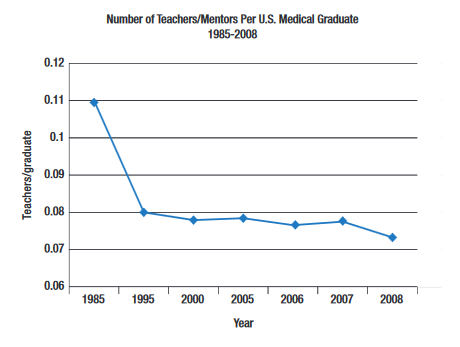 Number of Teachers/Mentors Per U.S. Medical Graduate
1985-2008
0.12
0.11
0.1
0.09
0.08
0.07
0.06
Teachers/graduate
1985 1995 2000 2005 2006 2007 2008
Year